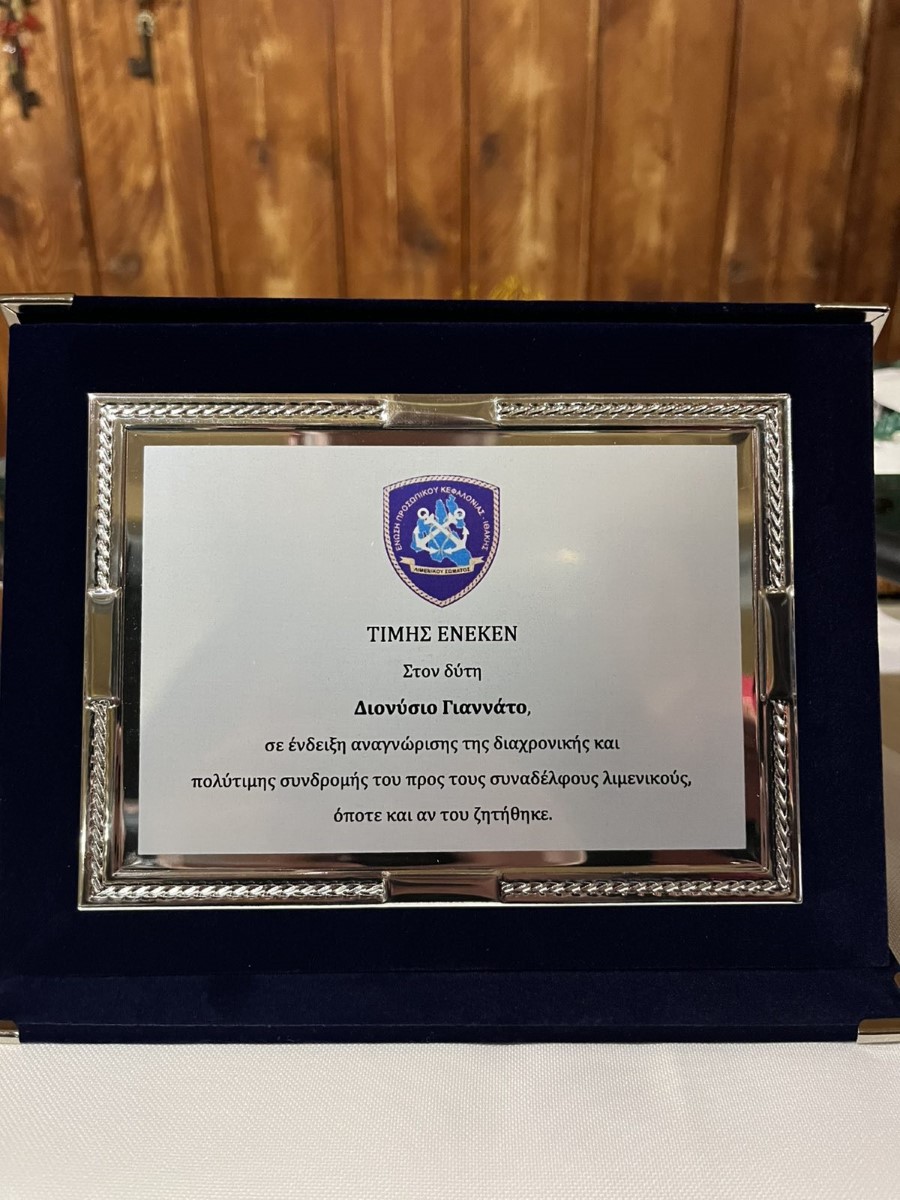 ΕΝΩΣΗ ΠΡΟΣΩΠΙΚΟΥ ΚΕΦΑΛΟΝΙΑΣ - ΙΘΑΚΗΣ
ΛΙΜΕΝΙΚΟΥ ΣΩΜΑΤΟΣ
ΤΙΜΗΣ ΕΝΕΚΕΝ
Στον δύτη
Διονύσιο Γιαννάτο,
σε ένδειξη αναγνώρισης της διαχρονικής και
πολύτιμης συνδρομής του προς τους συναδέλφους λιμενικούς,
όποτε και αν του ζητήθηκε.